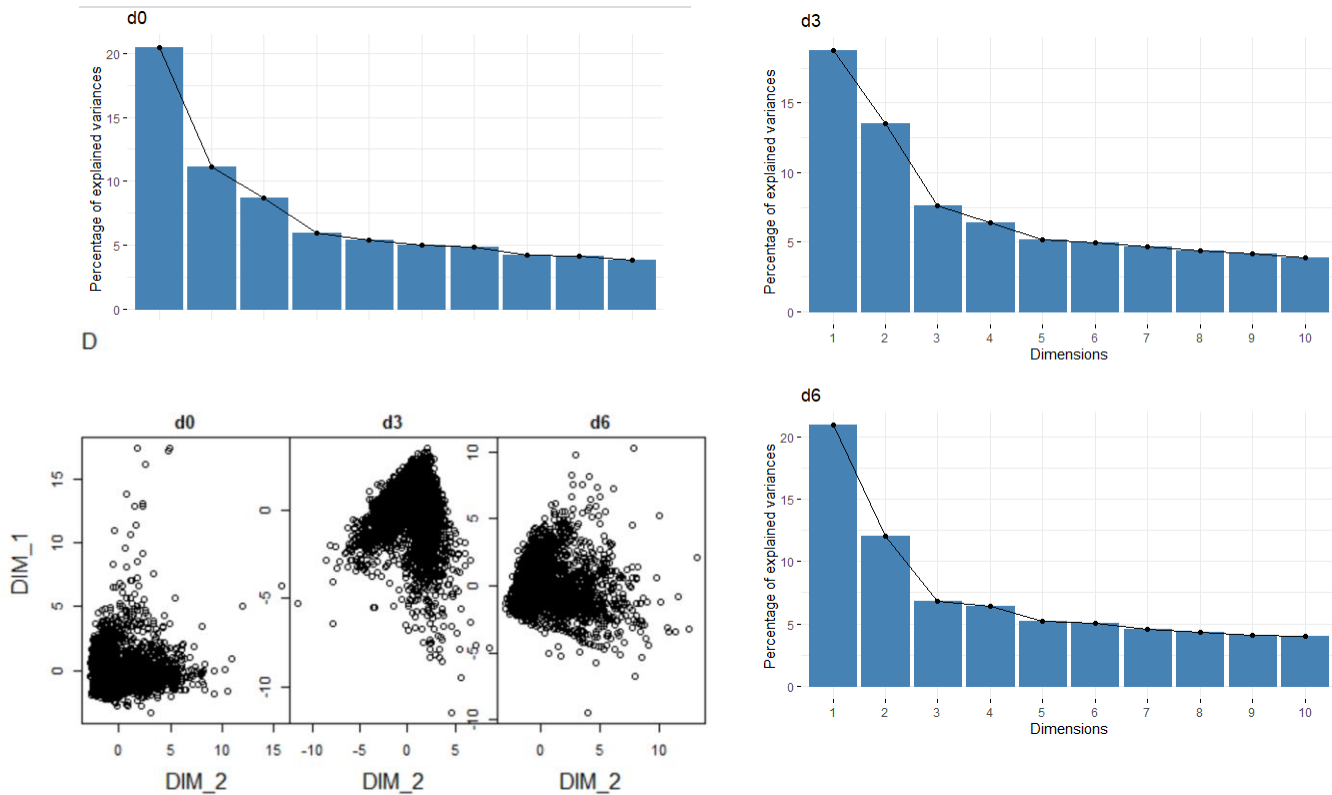 d0
Percentage of explained variances
20
15
10
5
0
d3
Percentage of explained variances
15
10
5
0
1 2 3 4 5 6 7 8 9 10
Dimensions
D
d0 d3 d6
DIM_1
15
10
5
0
0
-5
-10
10
5
0
-5
-10
0 5 10 15
-10 -5 0 5
0 5 10
DIM_2 DIM_2 DIM_2
d6
Percentage of explained variances
20
15
10
5
0
1 2 3 4 5 6 7 8 9 10
Dimensions